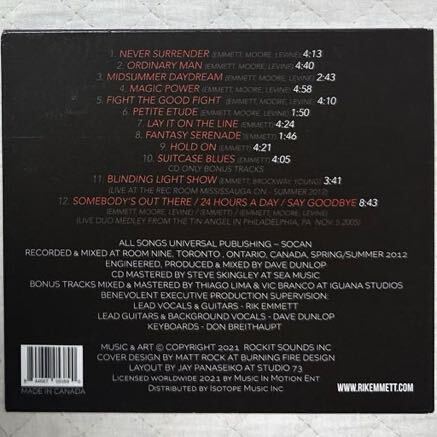 1. NEVER SURRENDER (EMMETT, MOORE, LEVINE) 4:13
2. ORDINARY MAN (EMMETT, MOORE, LEVINE) 4:40
3. MIDSUMMER DAYDREAM (EMMETT, MOORE, LEVINE) 2:43
4. MAGIC POWER (EMMETT, MOORE, LEVINE) 4:58
5. FIGHT THE GOOD FIGHT (EMMETT, MOORE, LEVINE) 4:10
6. PETITE ETUDE (EMMETT, MOORE, LEVINE) 1:50
7. LAY IT ON THE LINE (EMMETT) 4:24
8. FANTASY SERENADE (EMMETT) 1:46
9. HOLD ON (EMMETT) 4:21
10. SUITCASE BLUES (EMMETT) 4:05
CD ONLY BONUS TRACKS
11. BLINDING LIGHT SHOW (EMMETT, BROCKWAY, YOUNG) 3:41
(LIVE AT THE REC ROOM MISSISSAUGA ON - SUMMER 2012)
12. SOMEBODY'S OUT THERE / 24 HOURS A DAY / SAY GOODBYE 8:43
(EMMETT, MOORE, LEVINE) / (EMMETT) / (EMMETT, MOORE, LEVINE)
(LIVE DUO MEDLEY FROM THE TIN ANGEL IN PHILADELPHIA, PA, NOV 5 2005)
ALL SONGS UNIVERSAL PUBLISHING – SOCAN
RECORDED & MIXED AT ROOM NINE, TORONTO , ONTARIO, CANADA, SPRING/SUMMER 2012
ENGINEERED, PRODUCED & MIXED BY DAVE DUNLOP
CD MASTERED BY STEVE SKINGLEY AT SEA MUSIC
BONUS TRACKS MIXED & MASTERED BY THIAGO LIMA & VIC BRANCO AT IGUANA STUDIOS
BENEVOLENT EXECUTIVE PRODUCTION SUPERVISION:
LEAD VOCALS & GUITARS - RIK EMMETT
LEAD GUITARS & BACKGROUND VOCALS - DAVE DUNLOP
KEYBOARDS - DON BREITHAUPT
MUSIC & ART © COPYRIGHT 2021 ROCKIT SOUNDS INC
COVER DESIGN BY MATT ROCK AT BURNING FIRE DESIGN
LAYOUT BY JAY PANASEIKO AT STUDIO 73
LICENSED WORLDWIDE 2021 BY MUSIC IN MOTION ENT
DISTRIBUTED BY ISOTOPE MUSIC INC
MADE IN CANADA
WWW.RIKEMMETT.COM